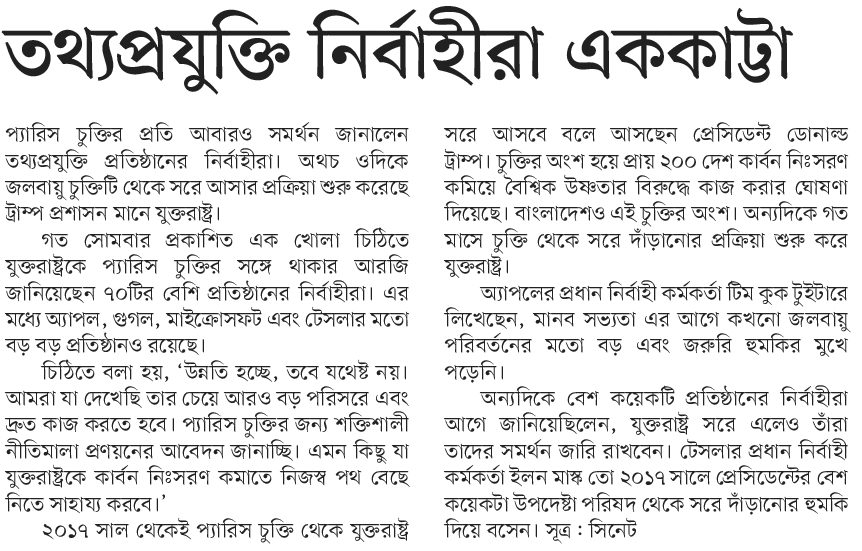 তথ্যপ্রযুক্তি নির্বাহীরা এককাট্টা
প্যারিস চুক্তির প্রতি আবারও সমর্থন জানালেন
তথ্যপ্রযুক্তি প্রতিষ্ঠানের নির্বাহীরা। অথচ ওদিকে
জলবায়ু চুক্তিটি থেকে সরে আসার প্রক্রিয়া শুরু করেছে
ট্রাম্প প্রশাসন মানে যুক্তরাষ্ট্র।
গত সোমবার প্রকাশিত এক খোলা চিঠিতে
যুক্তরাষ্ট্রকে প্যারিস চুক্তির সঙ্গে থাকার আরজি
জানিয়েছেন ৭০টির বেশি প্রতিষ্ঠানের নির্বাহীরা। এর
মধ্যে অ্যাপল, গুগল, মাইক্রোসফট এবং টেসলার মতো
বড় বড় প্রতিষ্ঠানও রয়েছে।
চিঠিতে বলা হয়, ‘উন্নতি হচ্ছে, তবে যথেষ্ট নয়।
আমরা যা দেখেছি তার চেয়ে আরও বড় পরিসরে এবং
দ্রুত কাজ করতে হবে। প্যারিস চুক্তির জন্য শক্তিশালী
নীতিমালা প্রণয়নের আবেদন জানাচ্ছি। এমন কিছু যা
যুক্তরাষ্ট্রকে কার্বন নিঃসরণ কমাতে নিজস্ব পথ বেছে
নিতে সাহায্য করবে।’
২০১৭ সাল থেকেই প্যারিস চুক্তি থেকে যুক্তরাষ্ট্র
সরে আসবে বলে আসছেন প্রেসিডেন্ট ডোনাল্ড
ট্রাম্প। চুক্তির অংশ হয়ে প্রায় ২০০ দেশ কার্বন নিঃসরণ
কমিয়ে বৈশ্বিক উষ্ণতার বিরুদ্ধে কাজ করার ঘোষণা
দিয়েছে। বাংলাদেশও এই চুক্তির অংশ। অন্যদিকে গত
মাসে চুক্তি থেকে সরে দাঁড়ানোর প্রক্রিয়া শুরু করে
যুক্তরাষ্ট্র।
অ্যাপলের প্রধান নির্বাহী কর্মকর্তা টিম কুক টুইটারে
লিখেছেন, মানব সভ্যতা এর আগে কখনো জলবায়ু
পরিবর্তনের মতো বড় এবং জরুরি হুমকির মুখে
পড়েনি।
অন্যদিকে বেশ কয়েকটি প্রতিষ্ঠানের নির্বাহীরা
আগে জানিয়েছিলেন, যুক্তরাষ্ট্র সরে এলেও তাঁরা
তাদের সমর্থন জারি রাখবেন। টেসলার প্রধান নির্বাহী
কর্মকর্তা ইলন মাস্ক তো ২০১৭ সালে প্রেসিডেন্টের বেশ
কয়েকটা উপদেষ্টা পরিষদ থেকে সরে দাঁড়ানোর হুমকি
দিয়ে বসেন। সূত্র : সিনেট